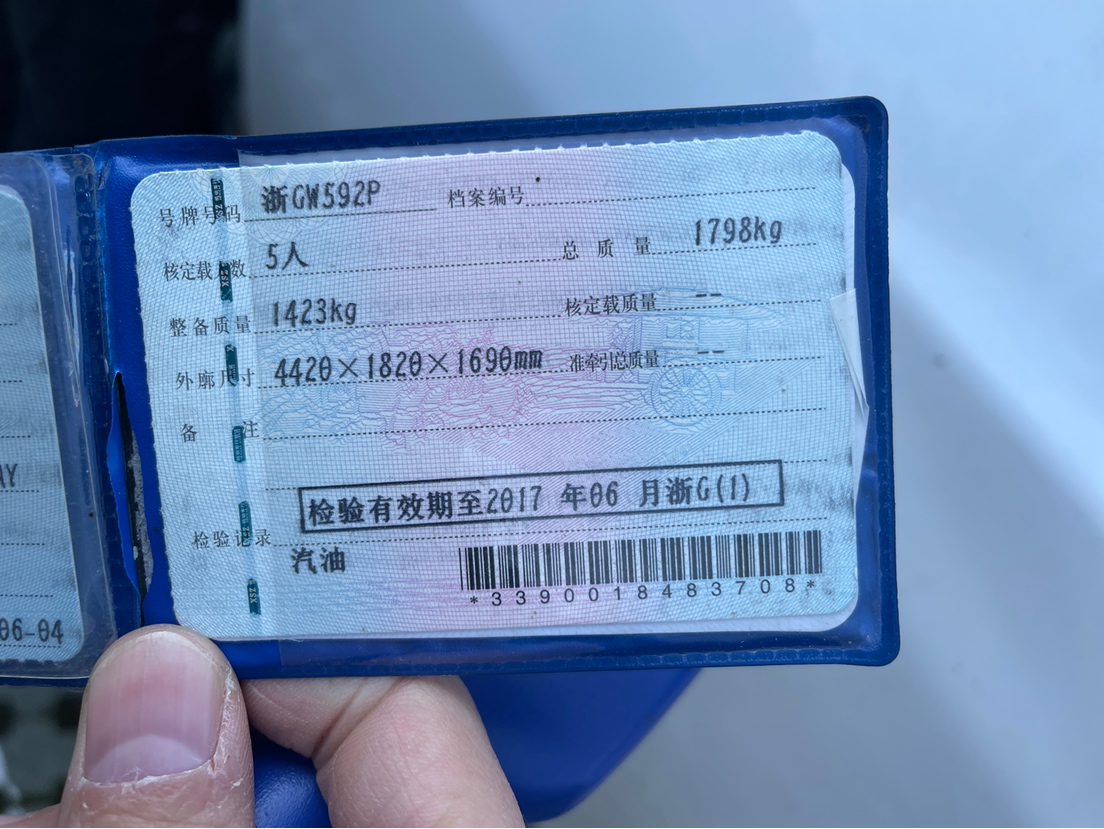 号牌号码 浙GW592P 档案编号
核定载人数 5人 总质量 1798kg
整备质量 1423kg 核定载质量 --
外廓尺寸 4420×1820×1690mm 准牵引总质量 --
备注
检验有效期至2017 年06 月浙G(1)
检验记录
汽油
*3390018483708*
06-04